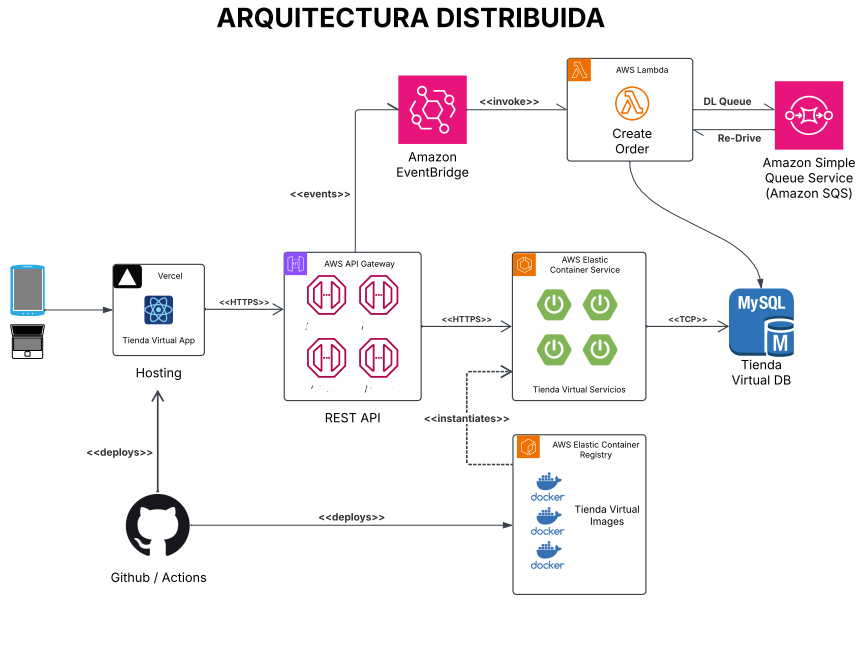 ARQUITECTURA DISTRIBUIDA
AWS Lambda
Create
Order
<<invoke>>
DL Queue
Re-Drive
Amazon
EventBridge
Amazon Simple
Queue Service
(Amazon SQS)
<<events>>
Vercel
Tienda Virtual App
Hosting
<<HTTPS>>
AWS API Gateway
REST API
<<HTTPS>>
AWS Elastic
Container Service
Tienda Virtual Servicios
<<TCP>>
MySQL
M
Tienda
Virtual DB
<<instantiates>>
<<deploys>>
AWS Elastic Container
Registry
docker
docker
docker
Tienda Virtual
Images
<<deploys>>
Github / Actions